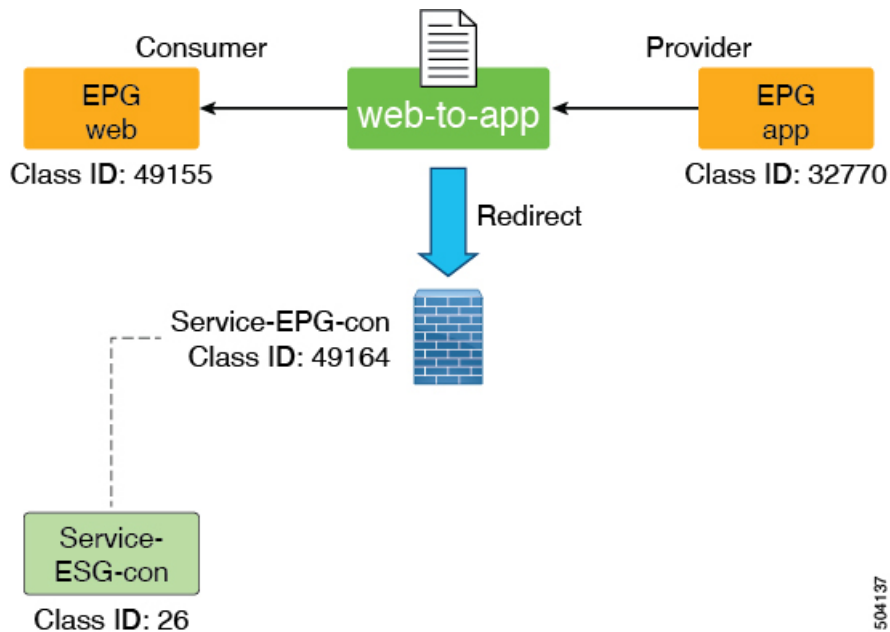 Consumer
Provider
EPG
web
web-to-app
EPG
app
Class ID: 49155
Class ID: 32770
Redirect
Service-EPG-con
Class ID: 49164
Service-
ESG-con
Class ID: 26
504137